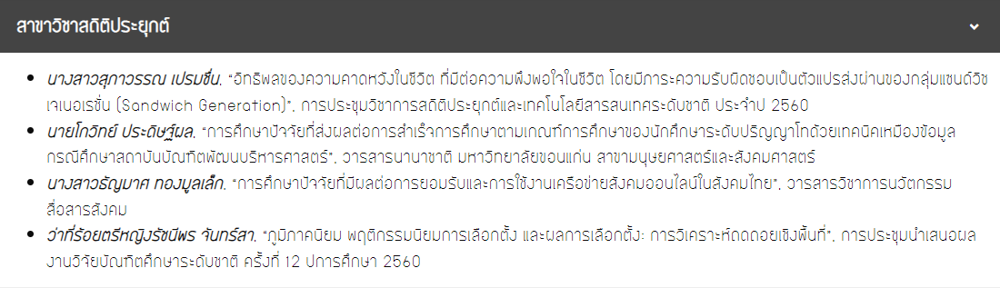 สาขาวิชาสถิติประยุกต์
นางสาวสุภาวรรณ เปรมชื่น, “อิทธิพลของความคาดหวังในชีวิต ที่มีต่อความพึงพอใจในชีวิต โดยมีภาระความรับผิดชอบเป็นตัวแปรส่งผ่านของกลุ่มแซนด์วิช
เจเนอเรชั่น (Sandwich Generation)”, การประชุมวิชาการสถิติประยุกต์และเทคโนโลยีสารสนเทศระดับชาติ ประจำปี 2560
นายโกวิทย์ ประดิษฐ์ผล, “การศึกษาปัจจัยที่ส่งผลต่อการสำเร็จการศึกษาตามเกณฑ์การศึกษาของนักศึกษาระดับปริญญาโทด้วยเทคนิคเหมืองข้อมูล
กรณีศึกษาสถาบันบัณฑิตพัฒนบริหารศาสตร์”, วารสารนานาชาติ มหาวิทยาลัยขอนแก่น สาขามนุษยศาสตร์และสังคมศาสตร์
นางสาวธัญมาศ ทองมูลเล็ก, “การศึกษาปัจจัยที่มีผลต่อการยอมรับและการใช้งานเครือข่ายสังคมออนไลน์ในสังคมไทย”, วารสารวิชาการนวัตกรรม
สื่อสารสังคม
ว่าที่ร้อยตรีหญิงรัชนีพร จันทร์สา, “ภูมิภาคนิยม พฤติกรรมนิยมการเลือกตั้ง และผลการเลือกตั้ง: การวิเคราะห์ถดถอยเชิงพื้นที่”, การประชุมนำเสนอผล
งานวิจัยบัณฑิตศึกษาระดับชาติ ครั้งที่ 12 ปีการศึกษา 2560